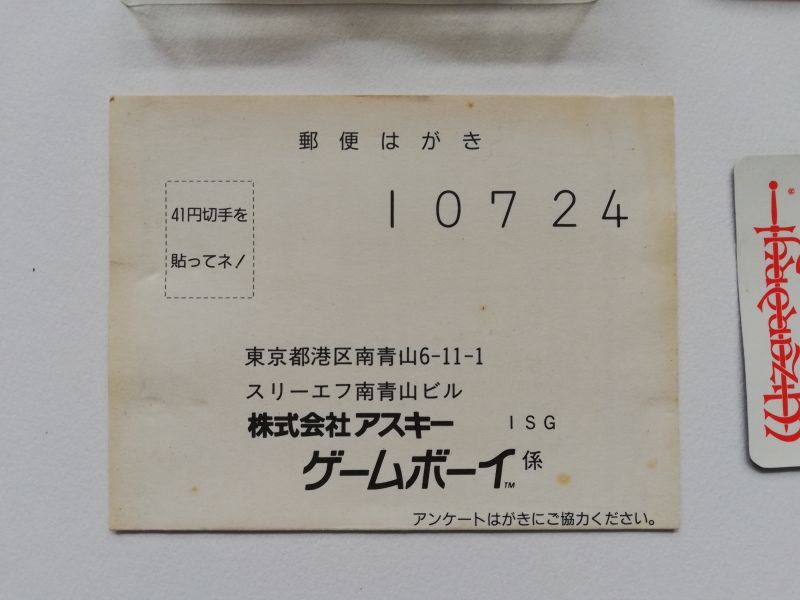 郵便はがき
10724
41円切手を
貼ってネ!
東京都港区南青山6-11-1
スリーエフ南青山ビル
株式会社アスキー ISG
ゲームボーイ™ 係
アンケートはがきにご協力ください。